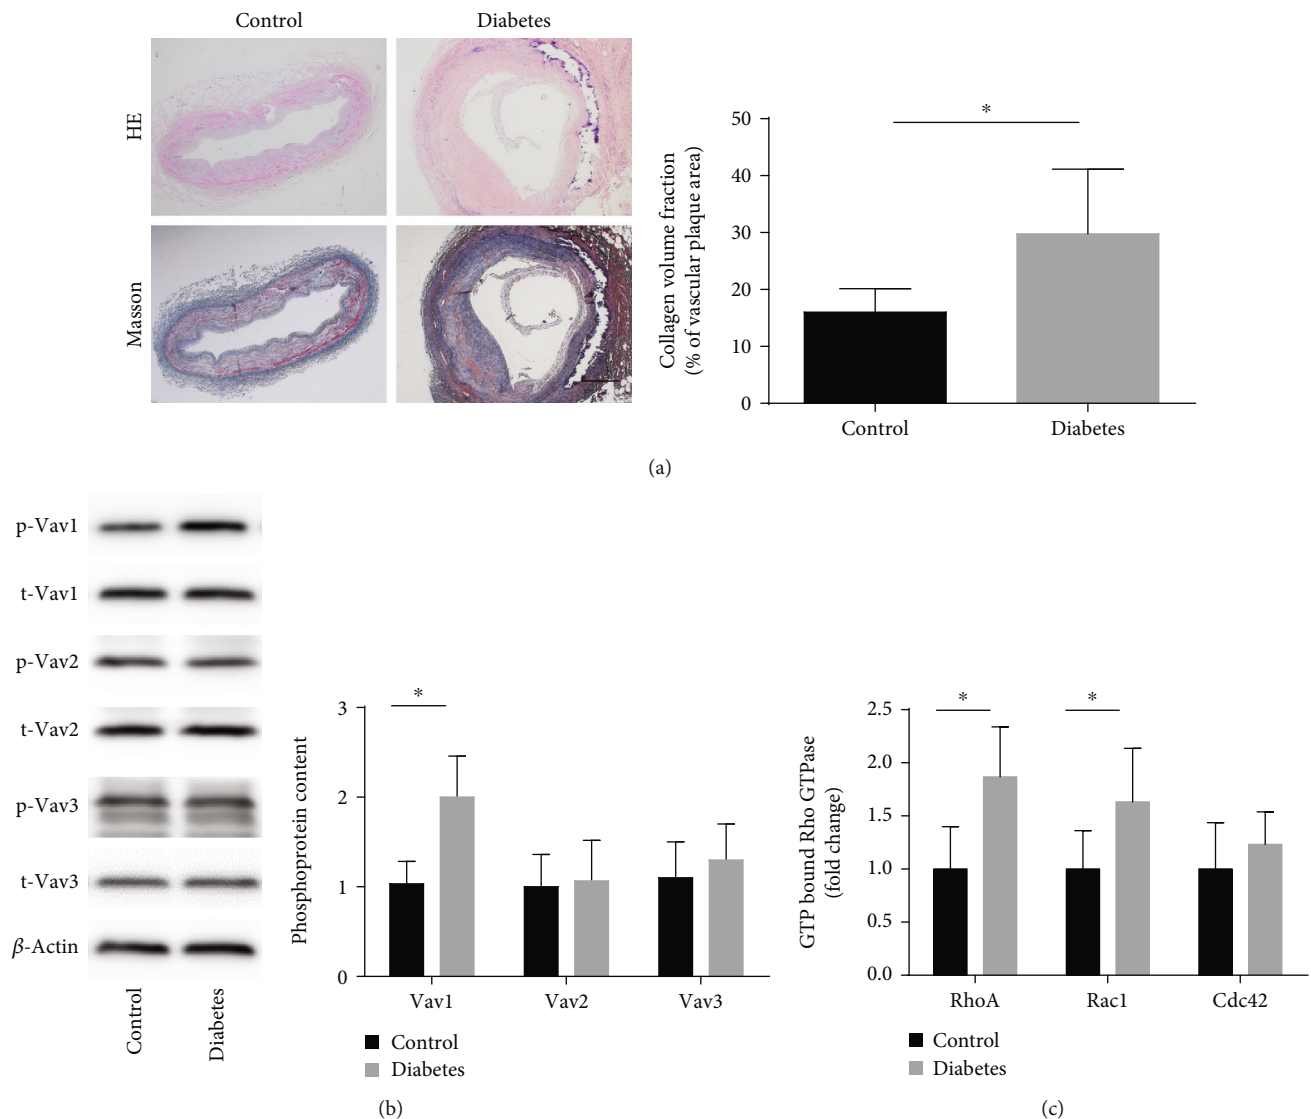 Control
Diabetes
HE
Masson
Collagen volume fraction
(% of vascular plaque area)
50
40
30
20
10
0
*
Control
Diabetes
(a)
p-Vav1
t-Vav1
p-Vav2
t-Vav2
p-Vav3
t-Vav3
β-Actin
Control
Diabetes
Phosphoprotein content
3
2
1
0
*
Vav1
Vav2
Vav3
Control
Diabetes
(b)
GTP bound Rho GTPase
(fold change)
2.5
2.0
1.5
1.0
0.5
0.0
*
*
RhoA
Rac1
Cdc42
Control
Diabetes
(c)